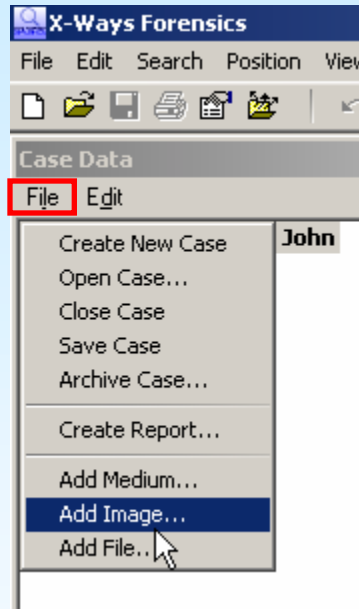 X-Ways Forensics
File Edit Search Position View
Case Data
File Edit
John
Create New Case
Open Case...
Close Case
Save Case
Archive Case...
Create Report...
Add Medium...
Add Image...
Add File...